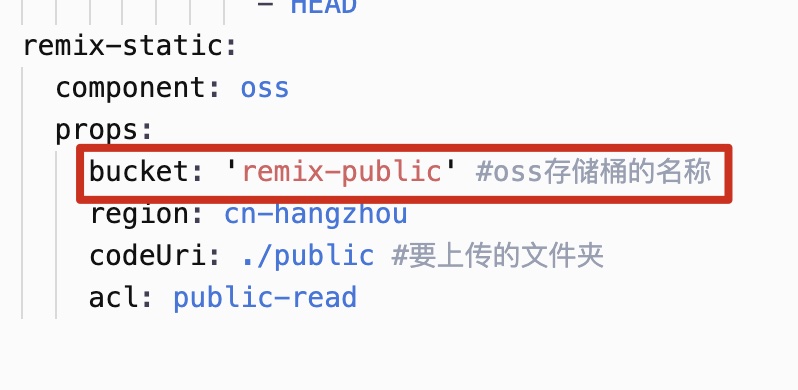 - HEAD
remix-static:
component: oss
props:
bucket: 'remix-public' #oss存储桶的名称
region: cn-hangzhou
codeUri: ./public #要上传的文件夹
acl: public-read